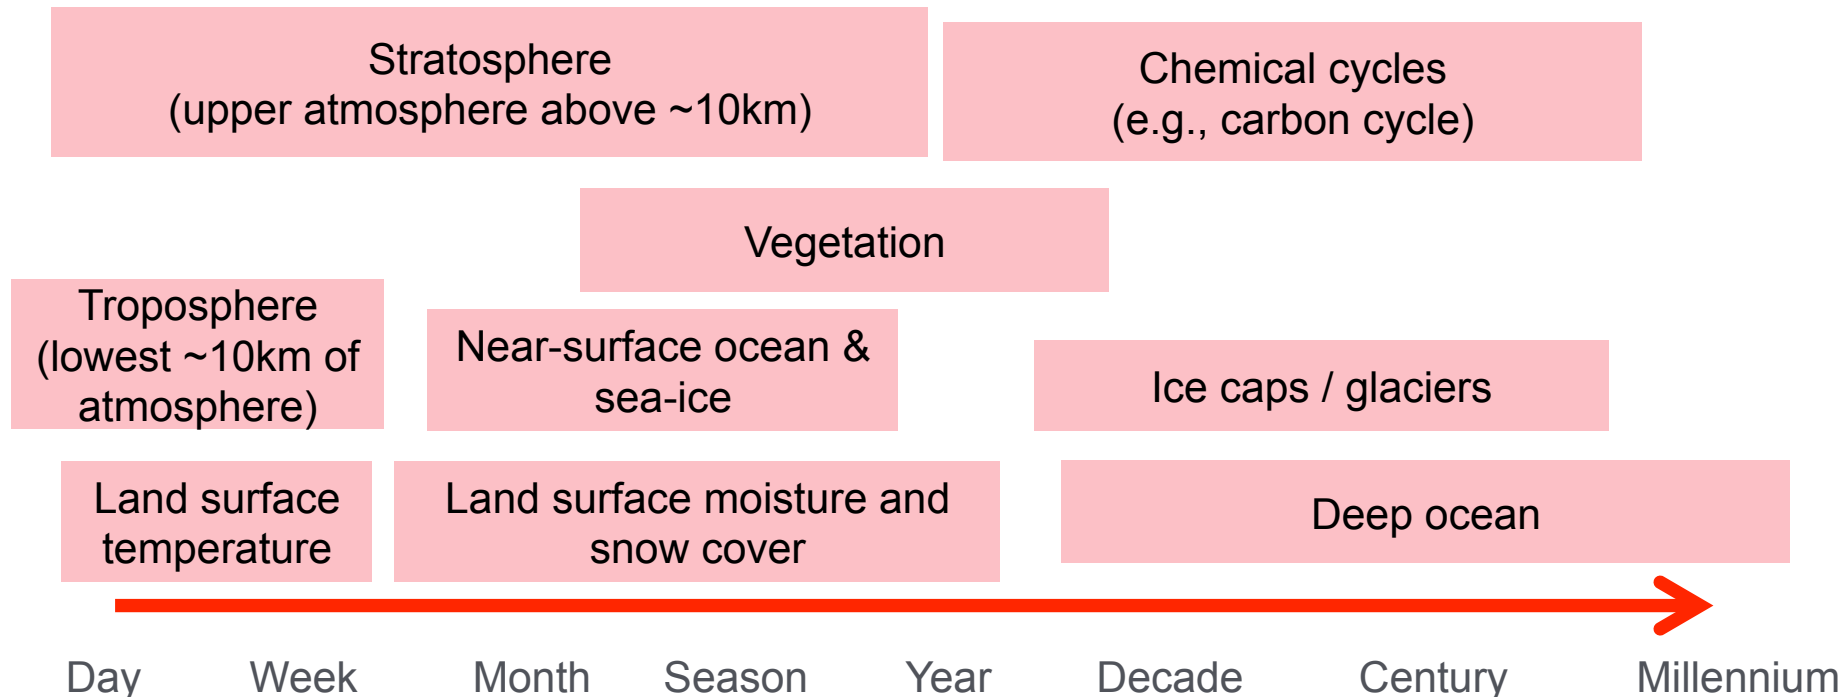 Stratosphere
(upper atmosphere above ~10km)
Chemical cycles
(e.g., carbon cycle)
Vegetation
Troposphere
(lowest ~10km of
atmosphere)
Near-surface ocean &
sea-ice
Ice caps / glaciers
Land surface
temperature
Land surface moisture and
snow cover
Deep ocean
Day Week Month Season Year Decade Century Millennium